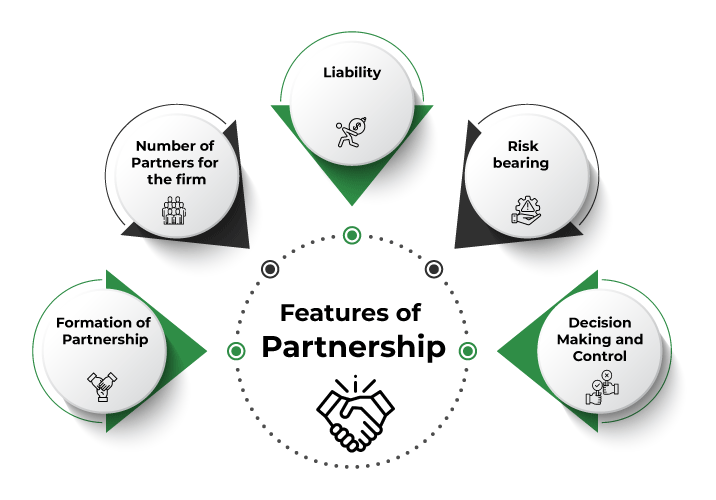 Liability
Number of
Partners for
the firm
Risk
bearing
Formation of
Partnership
Features of
Partnership
Decision
Making and
Control